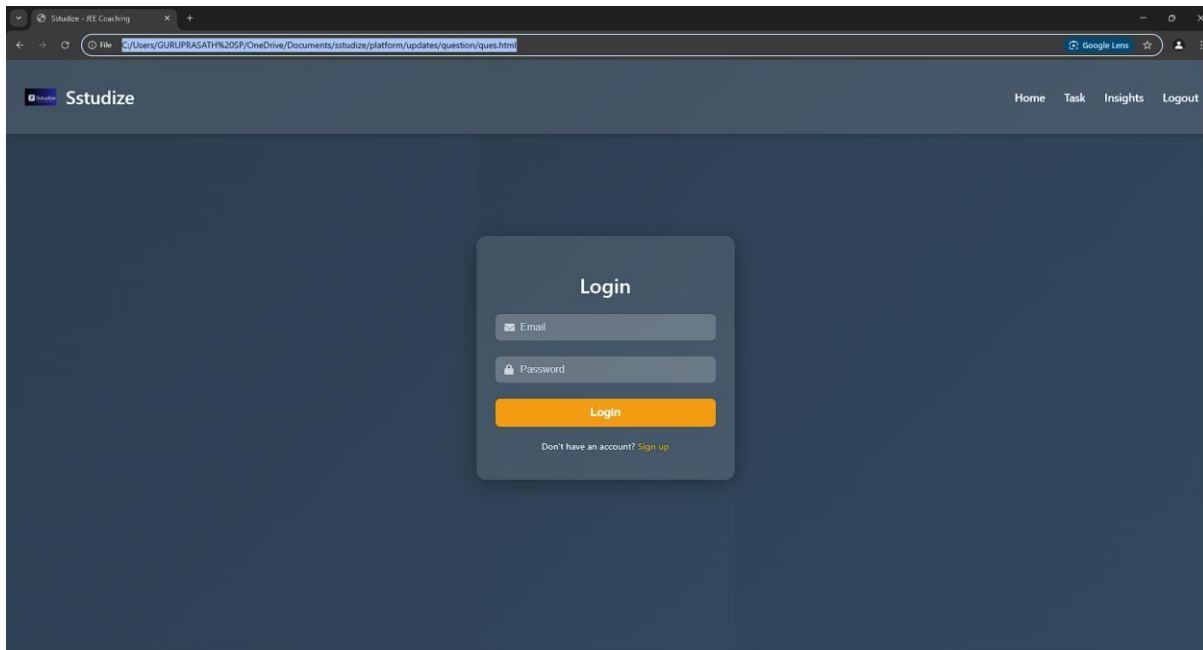 Sstudize - JEE Coaching
File C:/Users/GURUPRASATH%20SP/OneDrive/Documents/sstudize/platform/updates/question/ques.html Google Lens
Sstudize Home Task Insights Logout
Login
Email
Password
Login
Don't have an account? Sign up